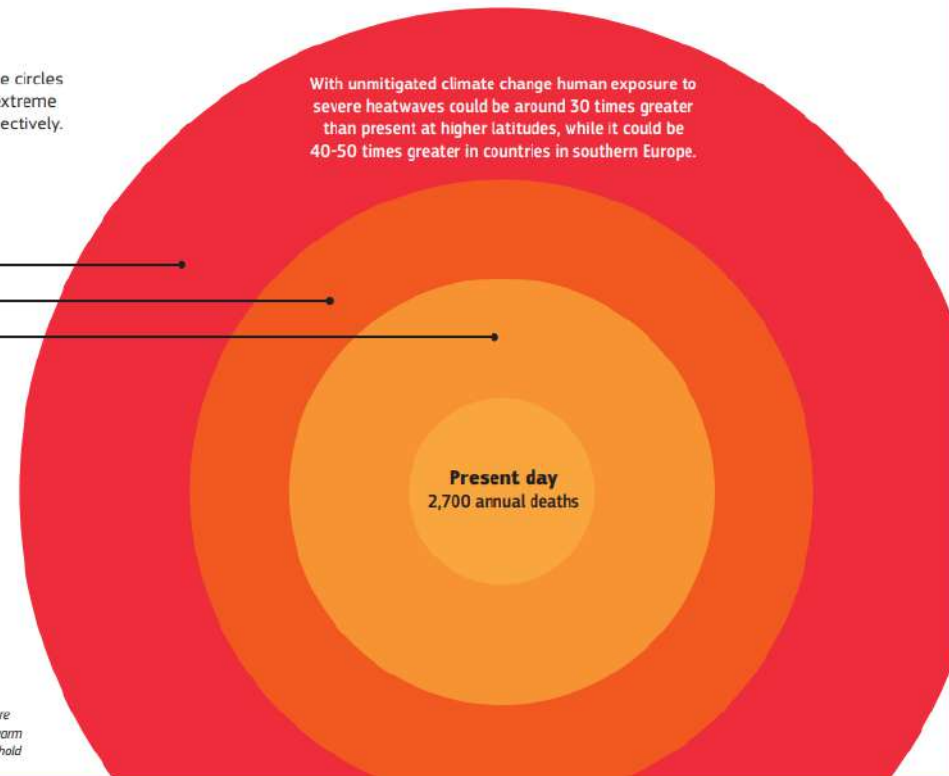 e circles
xtreme
ectively.
With unmitigated climate change human exposure to
severe heatwaves could be around 30 times greater
than present at higher latitudes, while it could be
40-50 times greater in countries in southern Europe.
Present day
2,700 annual deaths
re
arm
hold